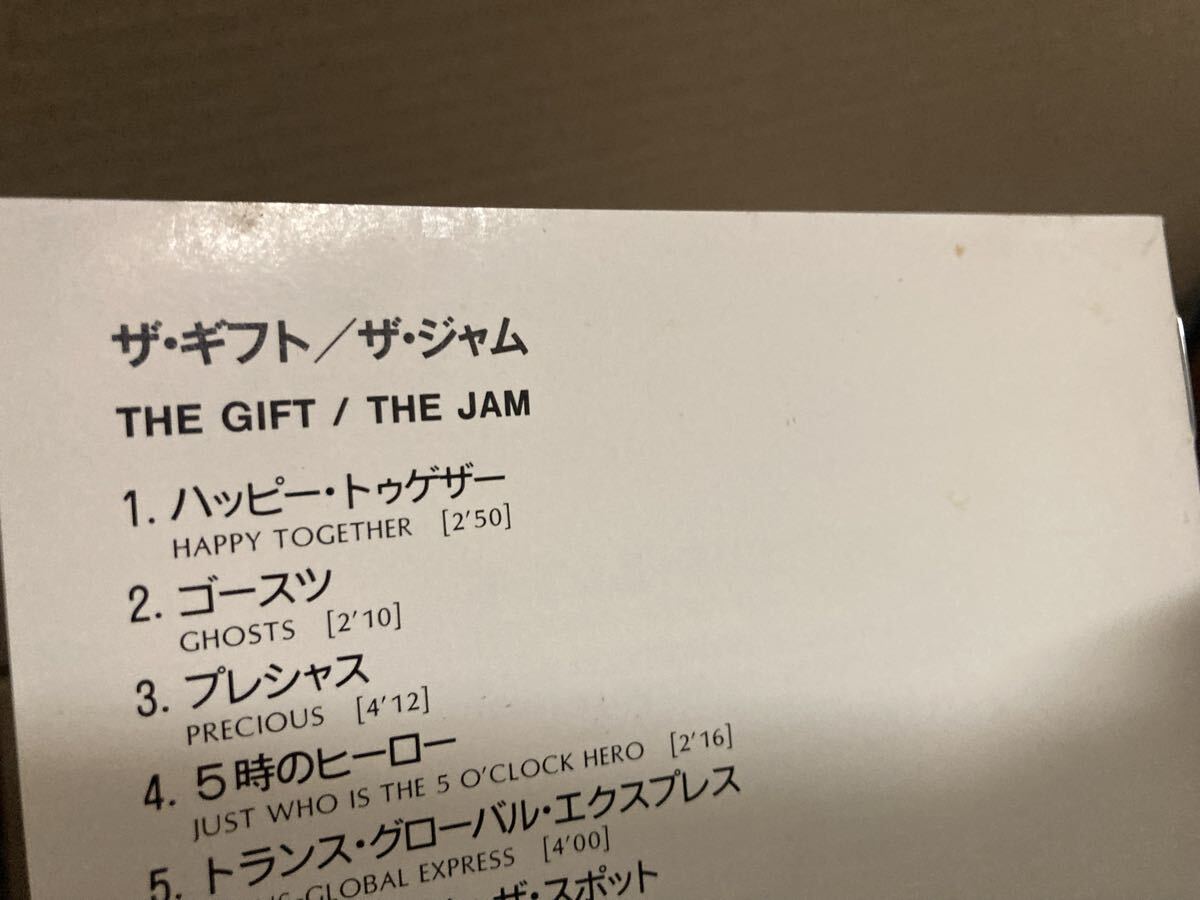 ザ・ギフト／ザ・ジャム
THE GIFT / THE JAM
1. ハッピー・トゥゲザー
HAPPY TOGETHER [2'50]
2. ゴースツ
GHOSTS [2'10]
3. プレシャス
PRECIOUS [4'12]
4. 5時のヒーロー
JUST WHO IS THE 5 O'CLOCK HERO [2'16]
5. トランス・グローバル・エクスプレス
-GLOBAL EXPRESS [4'00]
ザ・スポット